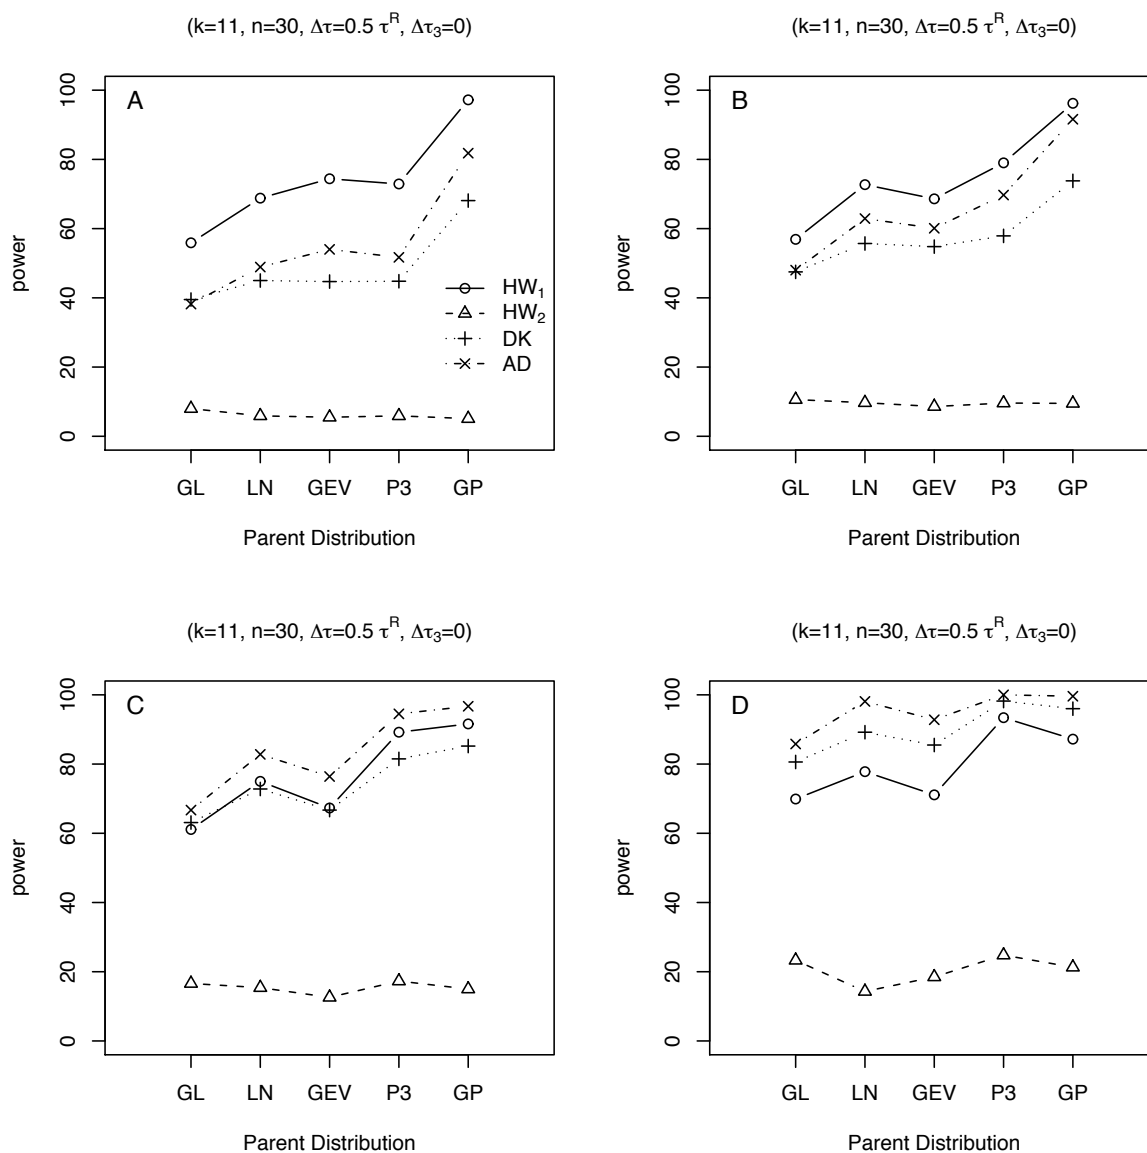 (k=11, n=30, Δτ=0.5 τ^R, Δτ₃=0)
A
100
80
60
40
20
0
power
HW₁
HW₂
DK
AD
GL LN GEV P3 GP
Parent Distribution
(k=11, n=30, Δτ=0.5 τ^R, Δτ₃=0)
B
100
80
60
40
20
0
power
GL LN GEV P3 GP
Parent Distribution
(k=11, n=30, Δτ=0.5 τ^R, Δτ₃=0)
C
100
80
60
40
20
0
power
GL LN GEV P3 GP
Parent Distribution
(k=11, n=30, Δτ=0.5 τ^R, Δτ₃=0)
D
100
80
60
40
20
0
power
GL LN GEV P3 GP
Parent Distribution